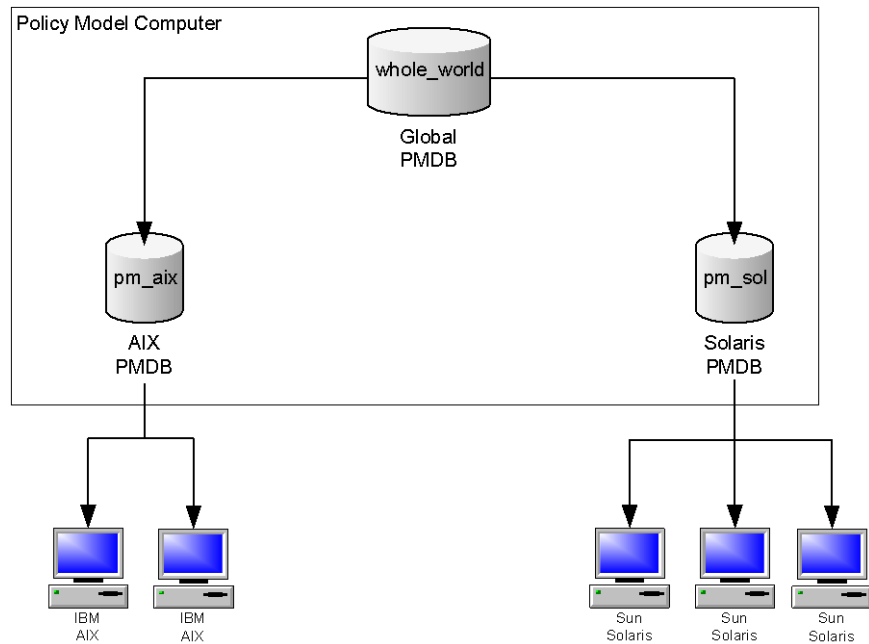 Policy Model Computer
whole_world
Global
PMDB
pm_aix
AIX
PMDB
pm_sol
Solaris
PMDB
IBM
AIX
IBM
AIX
Sun
Solaris
Sun
Solaris
Sun
Solaris